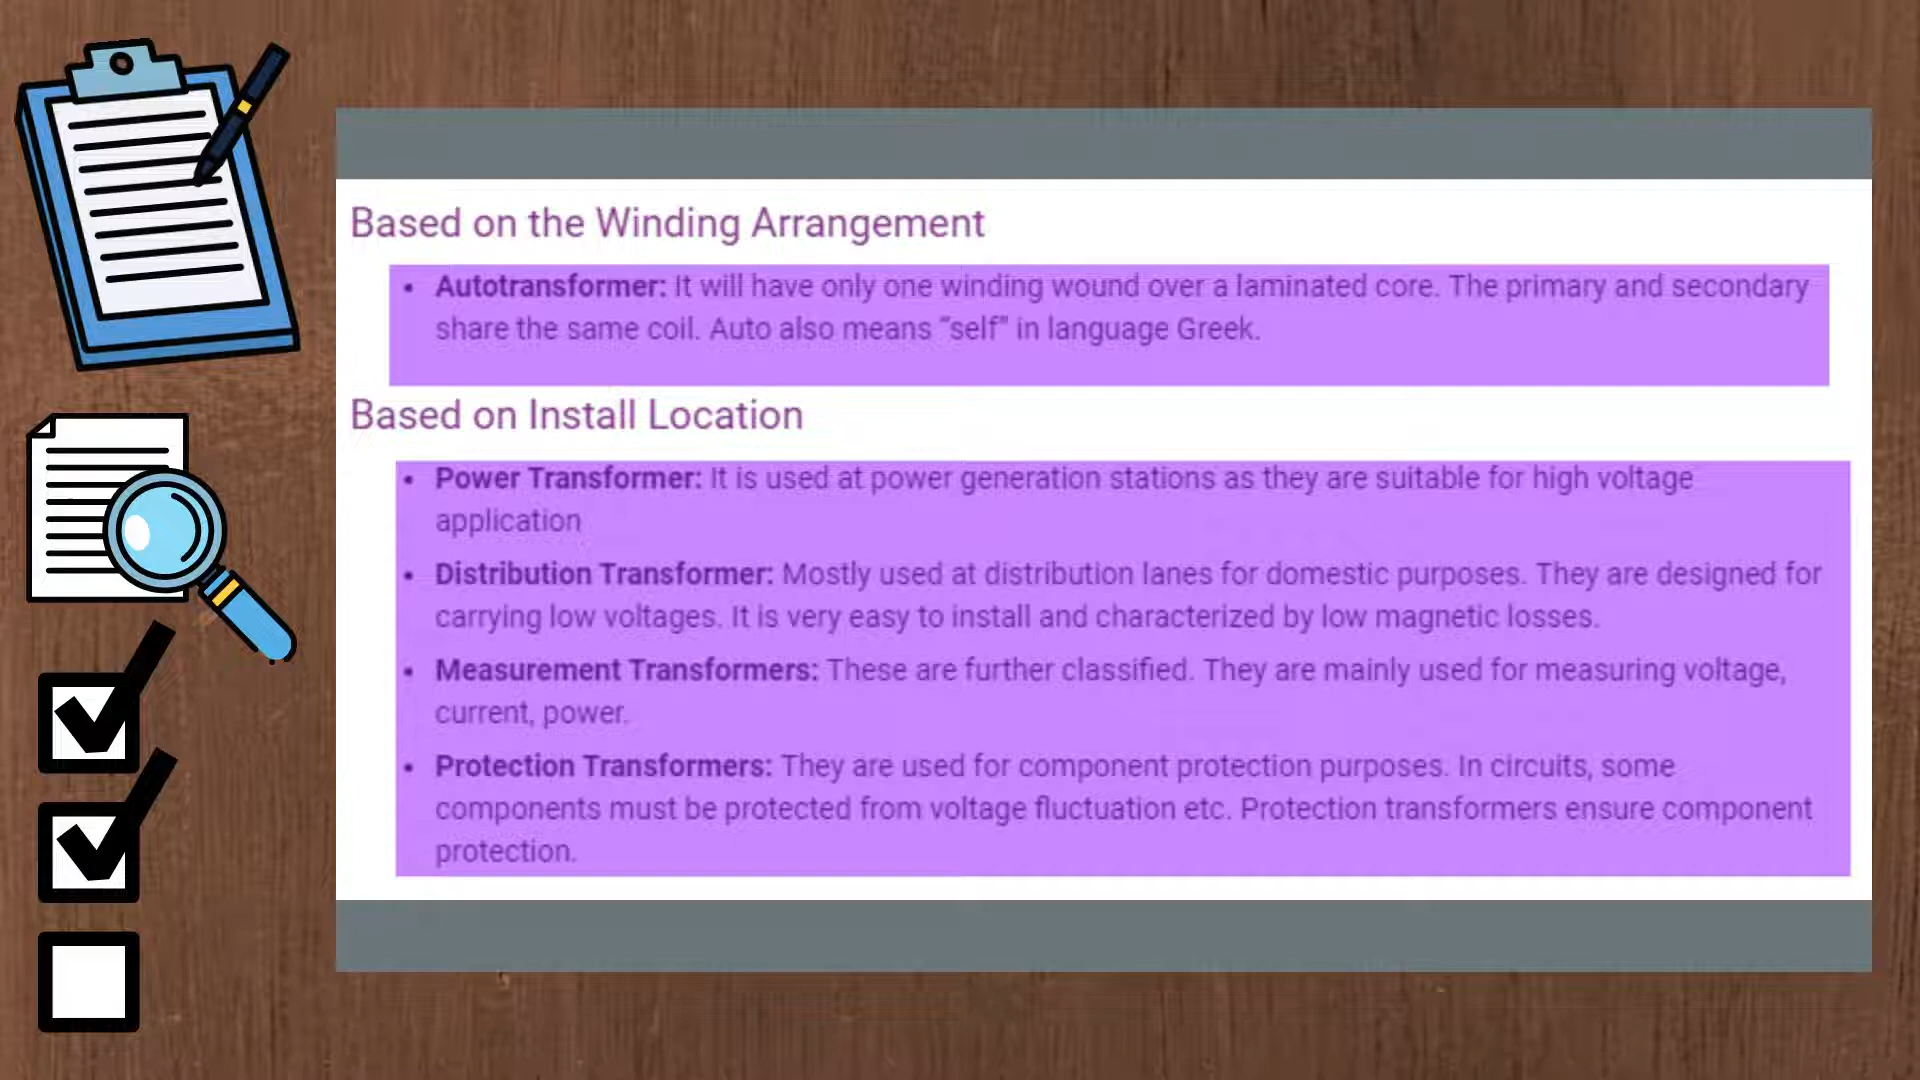 Based on the Winding Arrangement
• Autotransformer: It will have only one winding wound over a laminated core. The primary and secondary
share the same coil. Auto also means “self” in language Greek.
Based on Install Location
• Power Transformer: It is used at power generation stations as they are suitable for high voltage
application
• Distribution Transformer: Mostly used at distribution lanes for domestic purposes. They are designed for
carrying low voltages. It is very easy to install and characterized by low magnetic losses.
• Measurement Transformers: These are further classified. They are mainly used for measuring voltage,
current, power.
• Protection Transformers: They are used for component protection purposes. In circuits, some
components must be protected from voltage fluctuation etc. Protection transformers ensure component
protection.